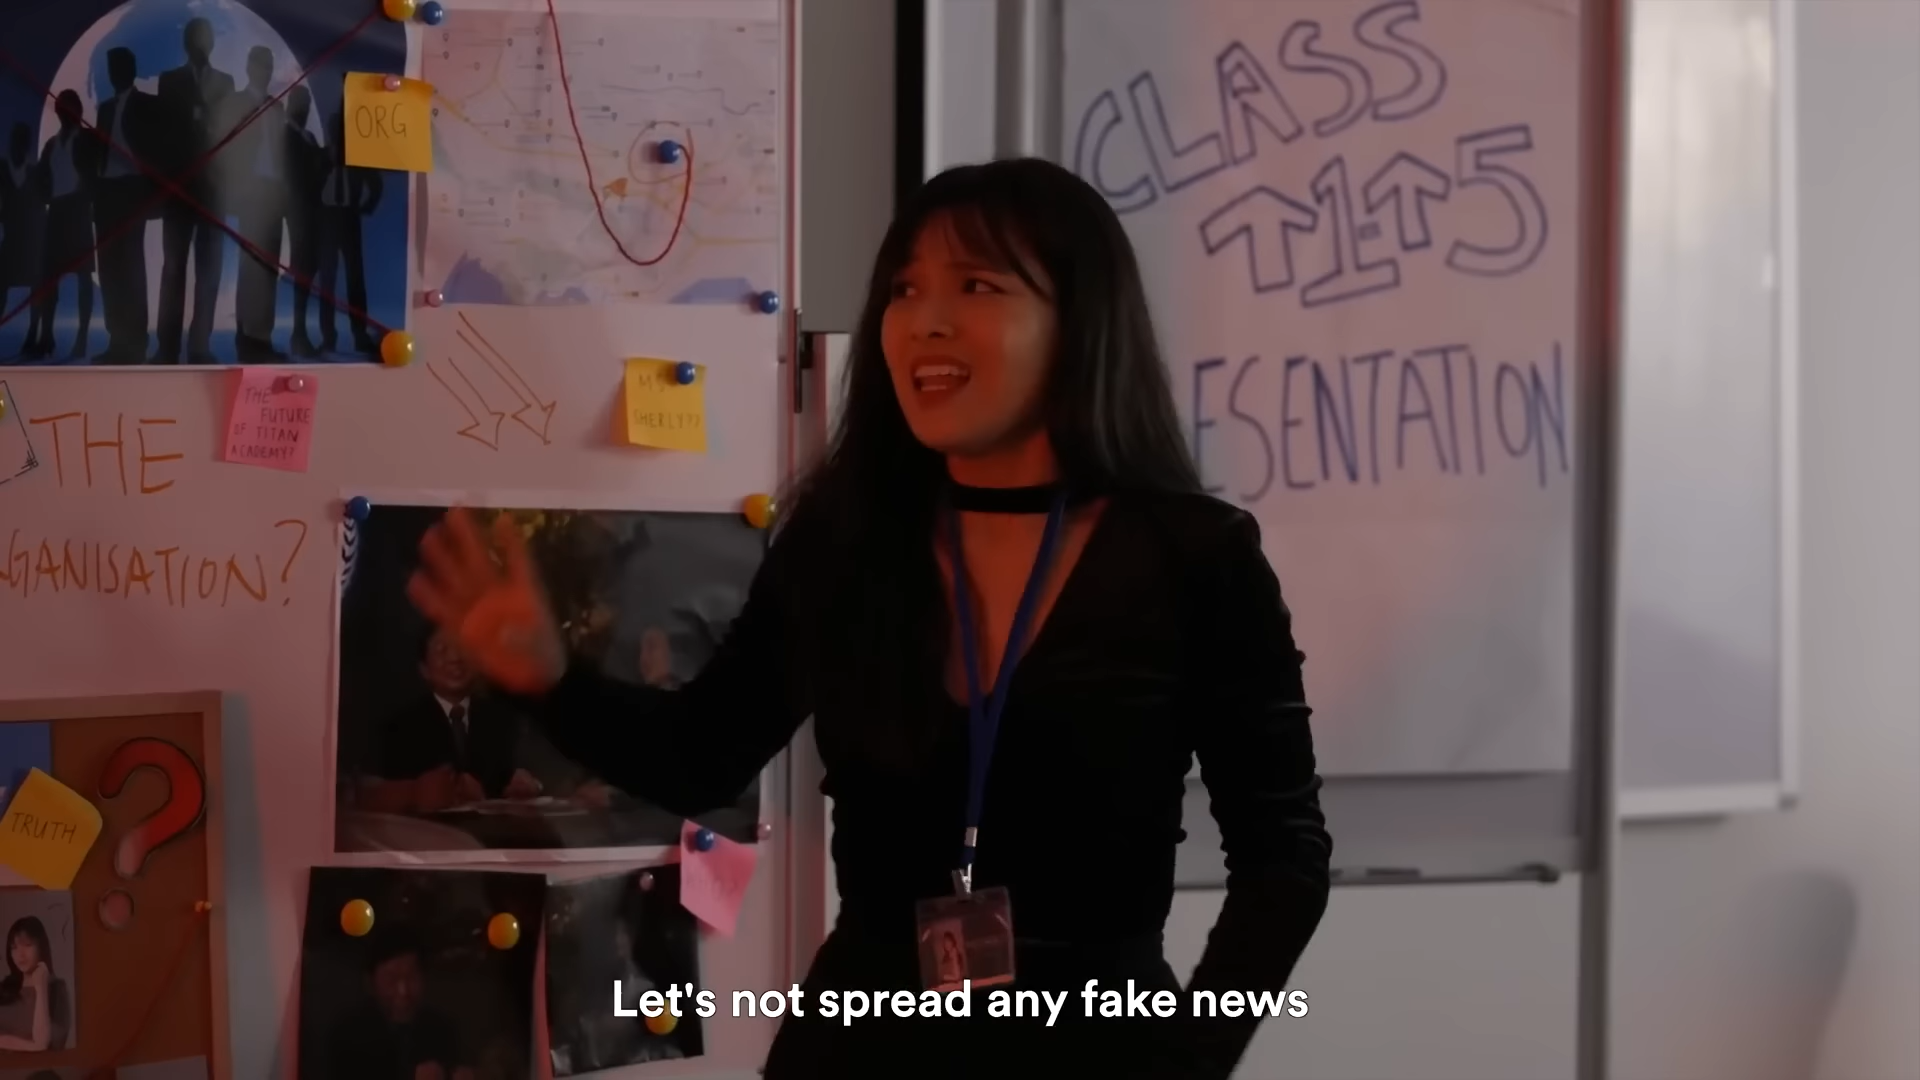 ORG
CLASS
1-5
ESENTATION
THE
FUTURE
OF TITAN
ACADEMY?
MS
SHERLY??
THE
GANISATION?
TRUTH
?
Let's not spread any fake news